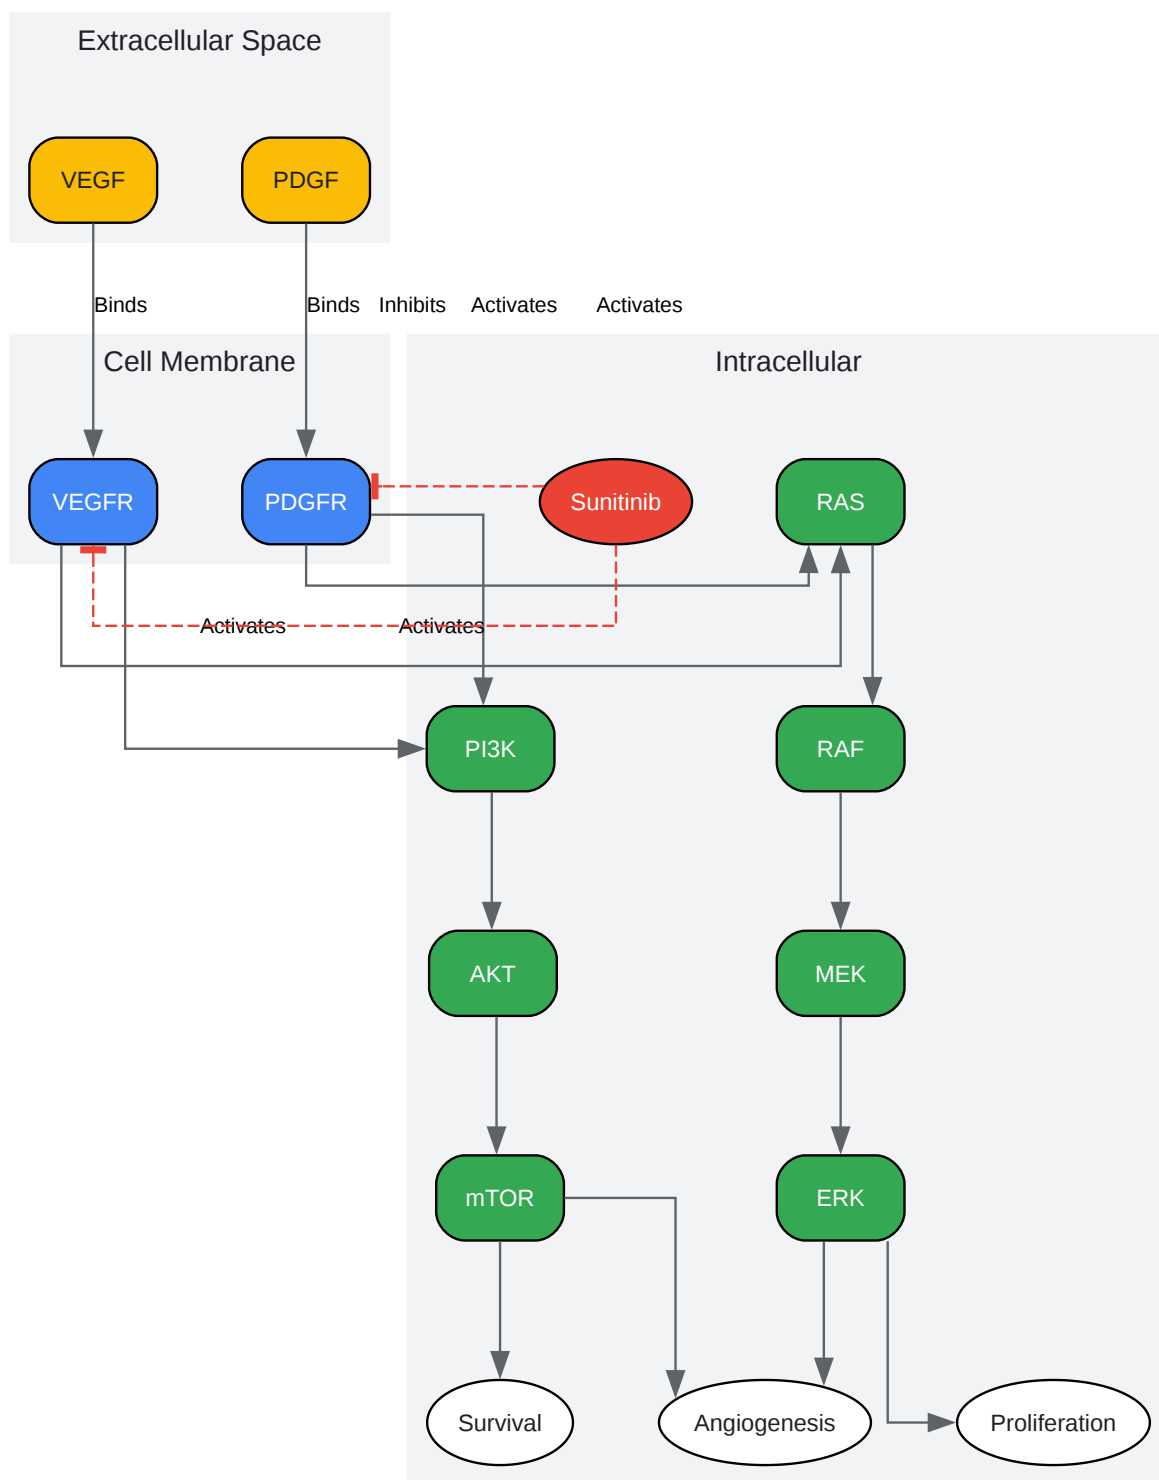 Extracellular Space
VEGF
PDGF
Binds
Binds
Inhibits
Activates
Activates
Cell Membrane
Intracellular
VEGFR
PDGFR
Sunitinib
RAS
Activates
Activates
PI3K
RAF
AKT
MEK
mTOR
ERK
Survival
Angiogenesis
Proliferation